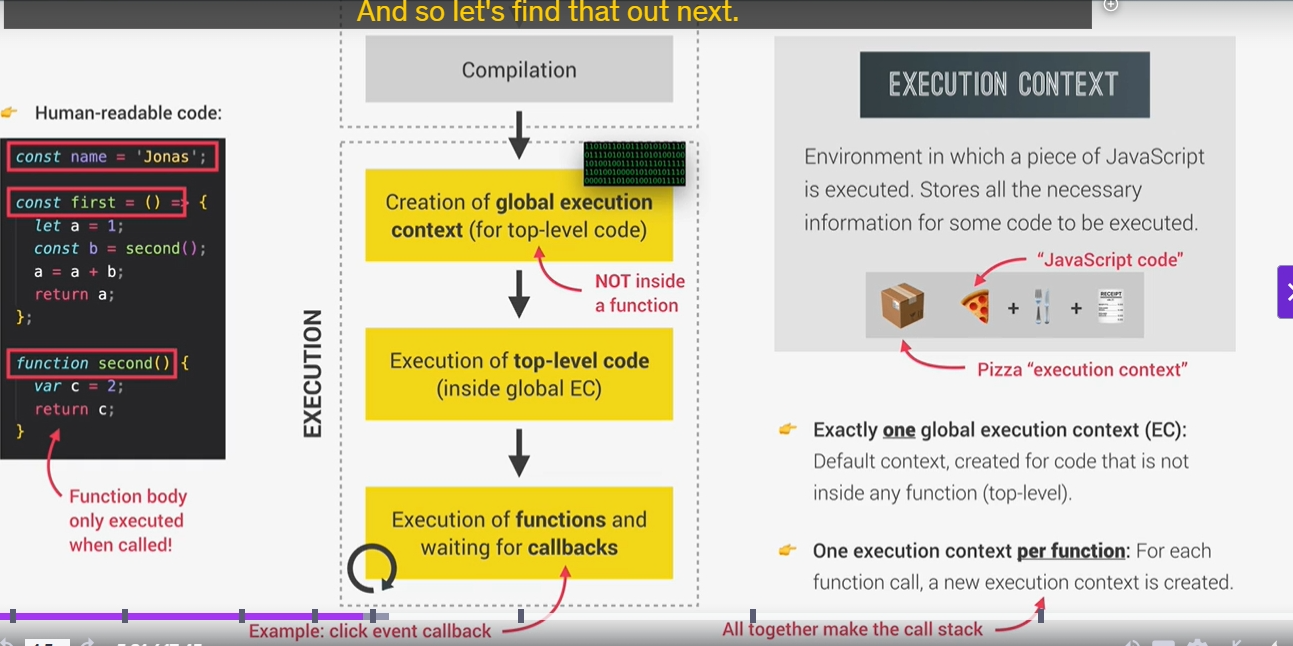 And so let's find that out next.
Compilation
👉 Human-readable code:
const name = 'Jonas';
const first = () => {
let a = 1;
const b = second();
a = a + b;
return a;
};
function second() {
var c = 2;
return c;
}
Function body
only executed
when called!
EXECUTION
Creation of global execution
context (for top-level code)
NOT inside
a function
Execution of top-level code
(inside global EC)
Execution of functions and
waiting for callbacks
Example: click event callback
EXECUTION CONTEXT
Environment in which a piece of JavaScript
is executed. Stores all the necessary
information for some code to be executed.
“JavaScript code”
+ +
RECEIPT
Pizza “execution context”
👉 Exactly one global execution context (EC):
Default context, created for code that is not
inside any function (top-level).
👉 One execution context per function: For each
function call, a new execution context is created.
All together make the call stack